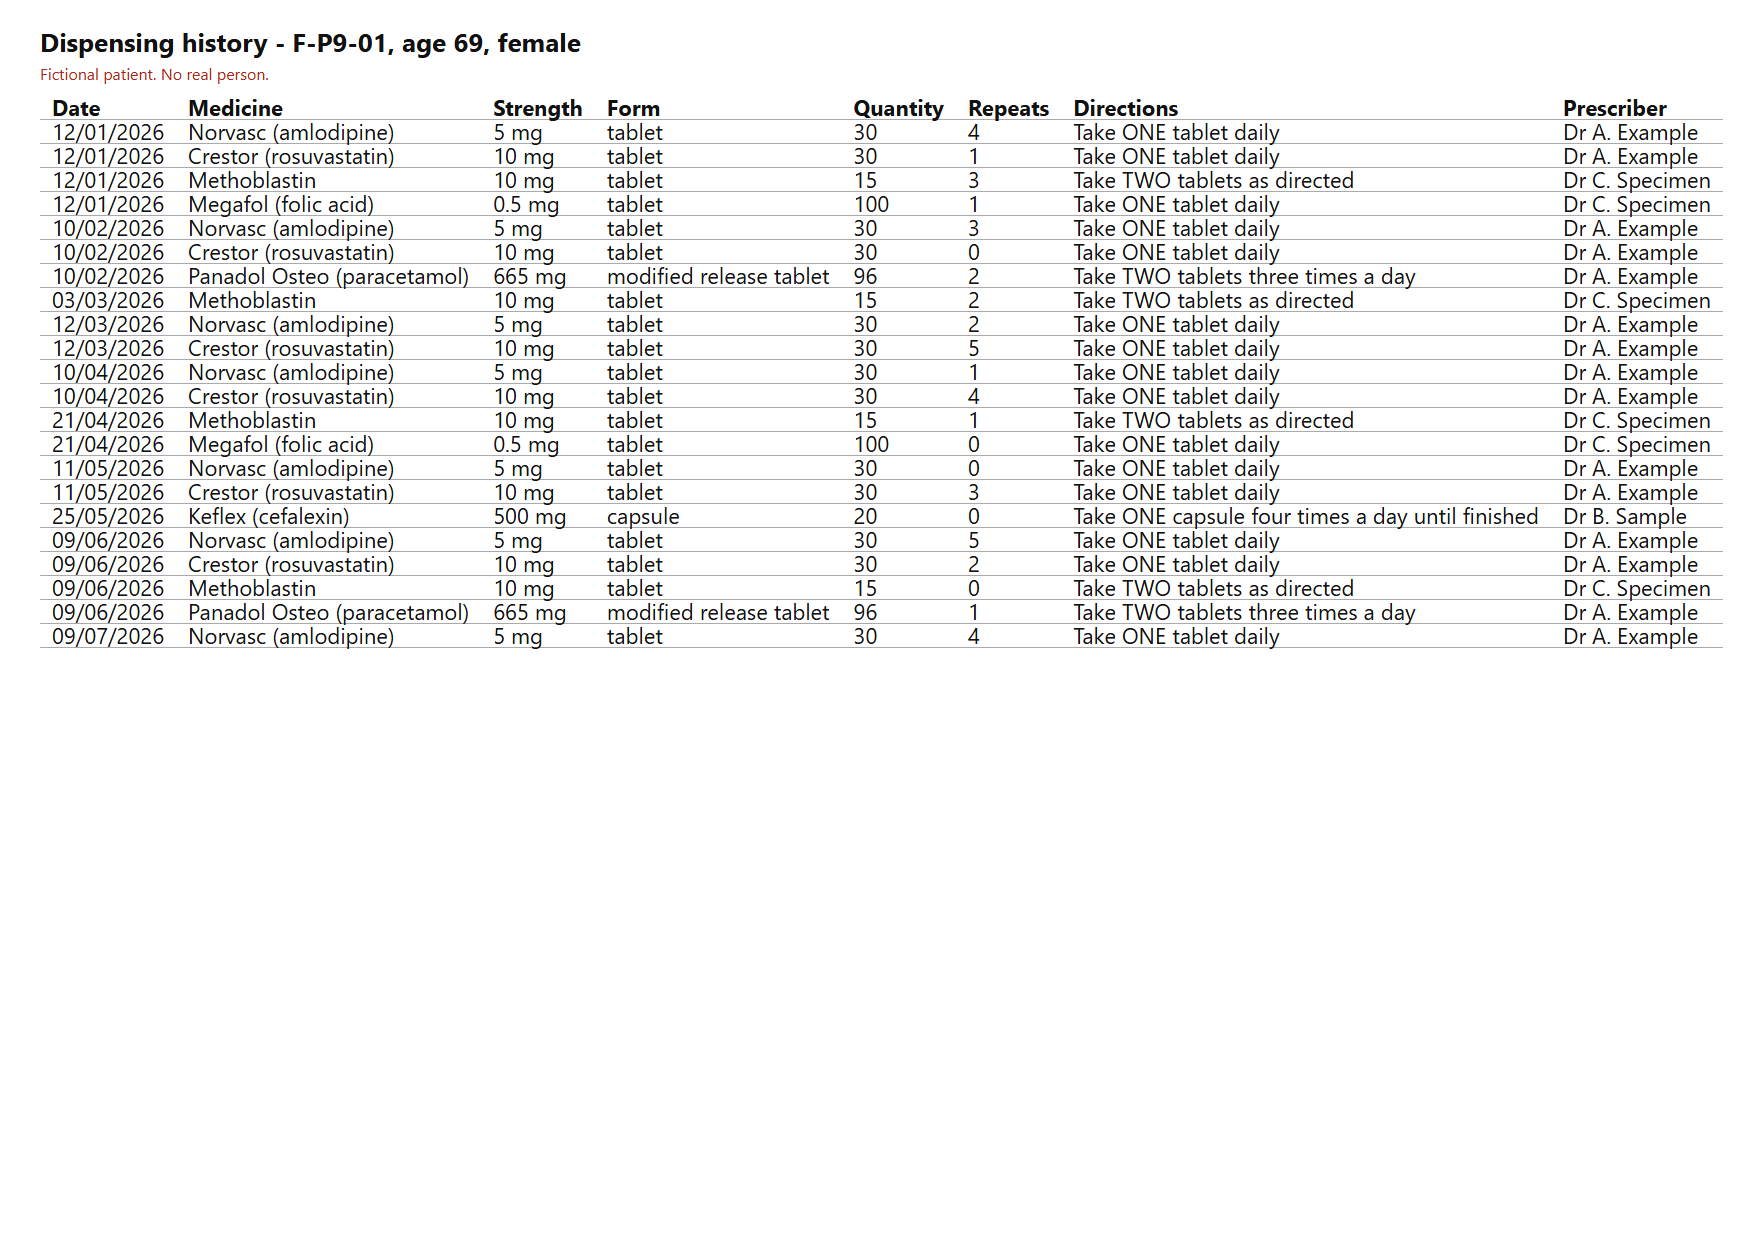 Dispensing history - F-P9-01, age 69, female
Fictional patient. No real person.
Date Medicine Strength Form Quantity Repeats Directions Prescriber
12/01/2026 Norvasc (amlodipine) 5 mg tablet 30 4 Take ONE tablet daily Dr A. Example
12/01/2026 Crestor (rosuvastatin) 10 mg tablet 30 1 Take ONE tablet daily Dr A. Example
12/01/2026 Methoblastin 10 mg tablet 15 3 Take TWO tablets as directed Dr C. Specimen
12/01/2026 Megafol (folic acid) 0.5 mg tablet 100 1 Take ONE tablet daily Dr C. Specimen
10/02/2026 Norvasc (amlodipine) 5 mg tablet 30 3 Take ONE tablet daily Dr A. Example
10/02/2026 Crestor (rosuvastatin) 10 mg tablet 30 0 Take ONE tablet daily Dr A. Example
10/02/2026 Panadol Osteo (paracetamol) 665 mg modified release tablet 96 2 Take TWO tablets three times a day Dr A. Example
03/03/2026 Methoblastin 10 mg tablet 15 2 Take TWO tablets as directed Dr C. Specimen
12/03/2026 Norvasc (amlodipine) 5 mg tablet 30 2 Take ONE tablet daily Dr A. Example
12/03/2026 Crestor (rosuvastatin) 10 mg tablet 30 5 Take ONE tablet daily Dr A. Example
10/04/2026 Norvasc (amlodipine) 5 mg tablet 30 1 Take ONE tablet daily Dr A. Example
10/04/2026 Crestor (rosuvastatin) 10 mg tablet 30 4 Take ONE tablet daily Dr A. Example
21/04/2026 Methoblastin 10 mg tablet 15 1 Take TWO tablets as directed Dr C. Specimen
21/04/2026 Megafol (folic acid) 0.5 mg tablet 100 0 Take ONE tablet daily Dr C. Specimen
11/05/2026 Norvasc (amlodipine) 5 mg tablet 30 0 Take ONE tablet daily Dr A. Example
11/05/2026 Crestor (rosuvastatin) 10 mg tablet 30 3 Take ONE tablet daily Dr A. Example
25/05/2026 Keflex (cefalexin) 500 mg capsule 20 0 Take ONE capsule four times a day until finished Dr B. Sample
09/06/2026 Norvasc (amlodipine) 5 mg tablet 30 5 Take ONE tablet daily Dr A. Example
09/06/2026 Crestor (rosuvastatin) 10 mg tablet 30 2 Take ONE tablet daily Dr A. Example
09/06/2026 Methoblastin 10 mg tablet 15 0 Take TWO tablets as directed Dr C. Specimen
09/06/2026 Panadol Osteo (paracetamol) 665 mg modified release tablet 96 1 Take TWO tablets three times a day Dr A. Example
09/07/2026 Norvasc (amlodipine) 5 mg tablet 30 4 Take ONE tablet daily Dr A. Example